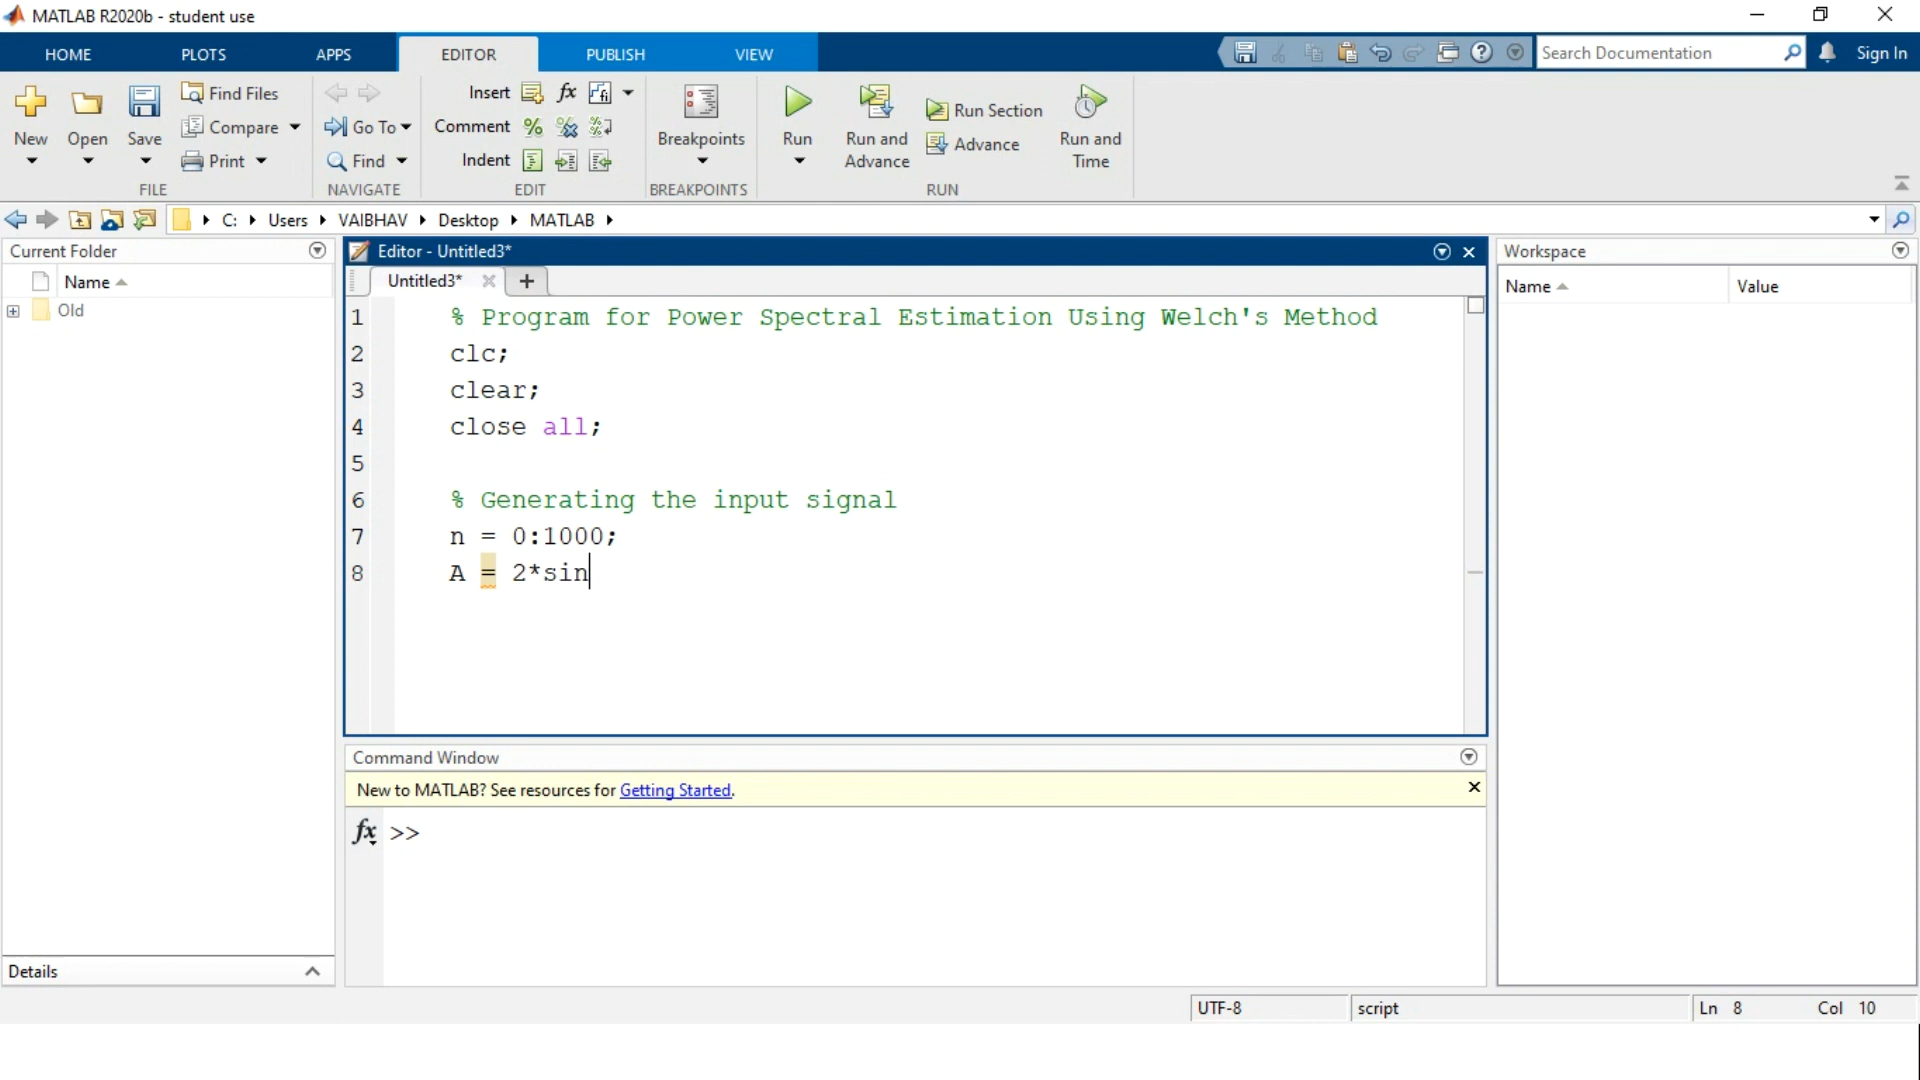 MATLAB R2020b - student use
HOME PLOTS APPS EDITOR PUBLISH VIEW
Search Documentation
Sign In
New Open Save
Find Files
Compare
Print
FILE
Go To
Find
NAVIGATE
Insert fx
Comment %
Indent
EDIT
Breakpoints
BREAKPOINTS
Run
Run and Advance
Run Section
Advance
Run and Time
RUN
C: Users VAIBHAV Desktop MATLAB
Current Folder
Name
Old
Details
Editor - Untitled3*
Untitled3* +
1 % Program for Power Spectral Estimation Using Welch's Method
2 clc;
3 clear;
4 close all;
5
6 % Generating the input signal
7 n = 0:1000;
8 A = 2*sin
Command Window
New to MATLAB? See resources for Getting Started.
fx >>
Workspace
Name Value
UTF-8 script Ln 8 Col 10